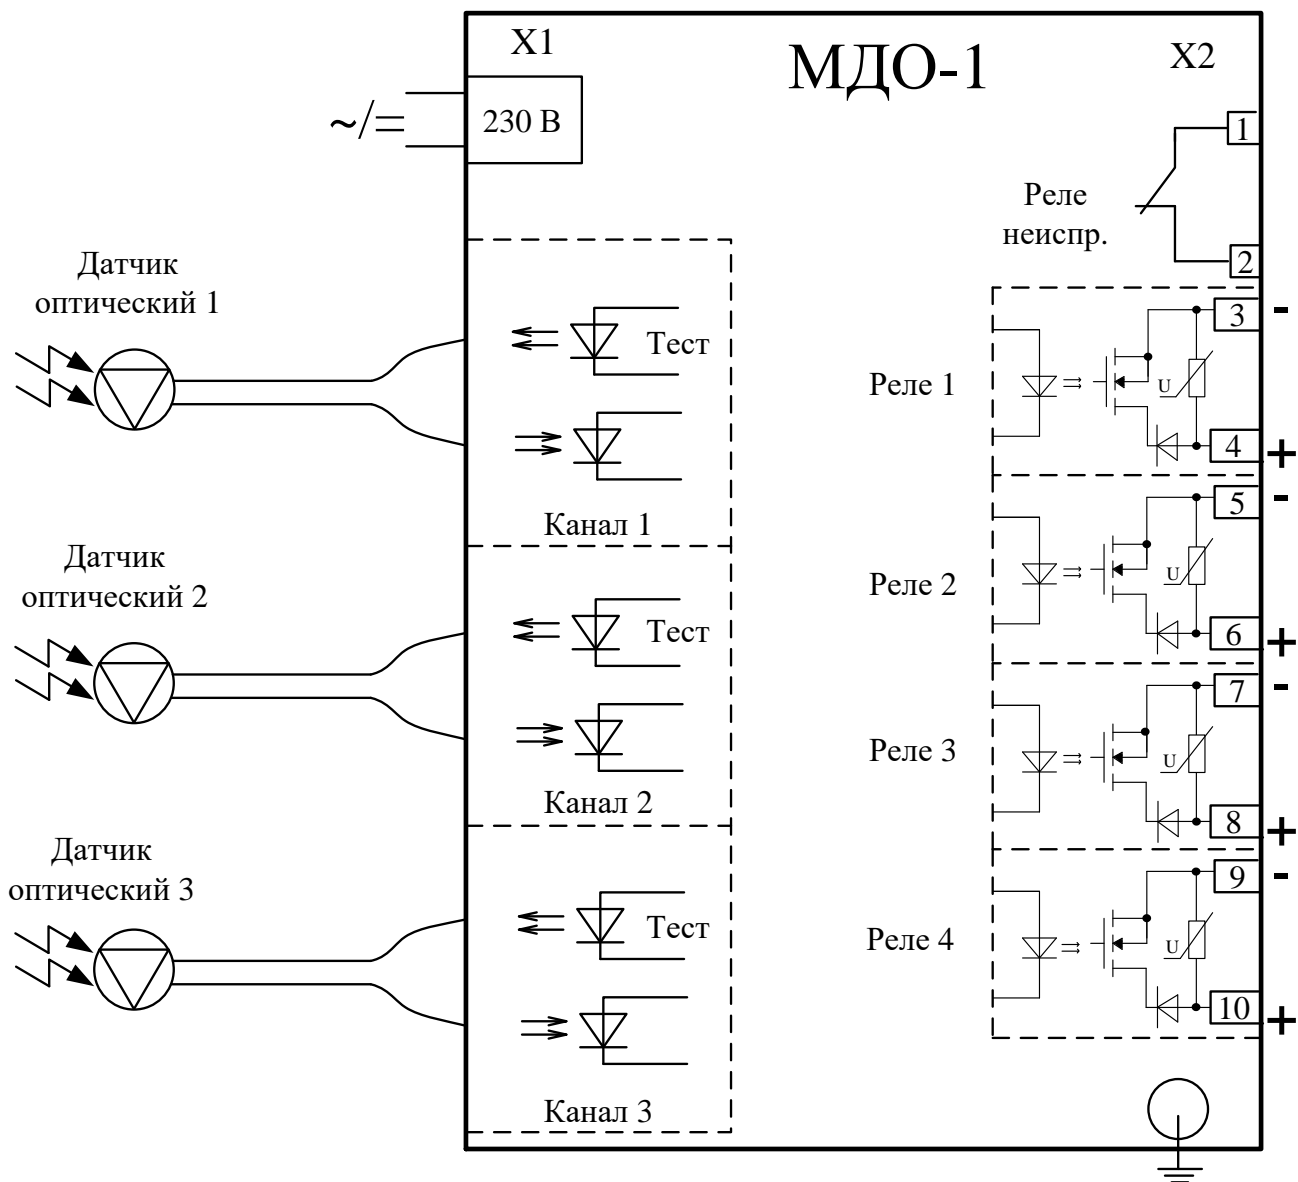 X1
МДО-1
X2
~/=
230 В
1
Реле
неиспр.
2
Датчик
оптический 1
Тест
Канал 1
Датчик
оптический 2
Тест
Канал 2
Датчик
оптический 3
Тест
Канал 3
Реле 1
U
3
-
4
+
Реле 2
U
5
-
6
+
Реле 3
U
7
-
8
+
Реле 4
U
9
-
10
+